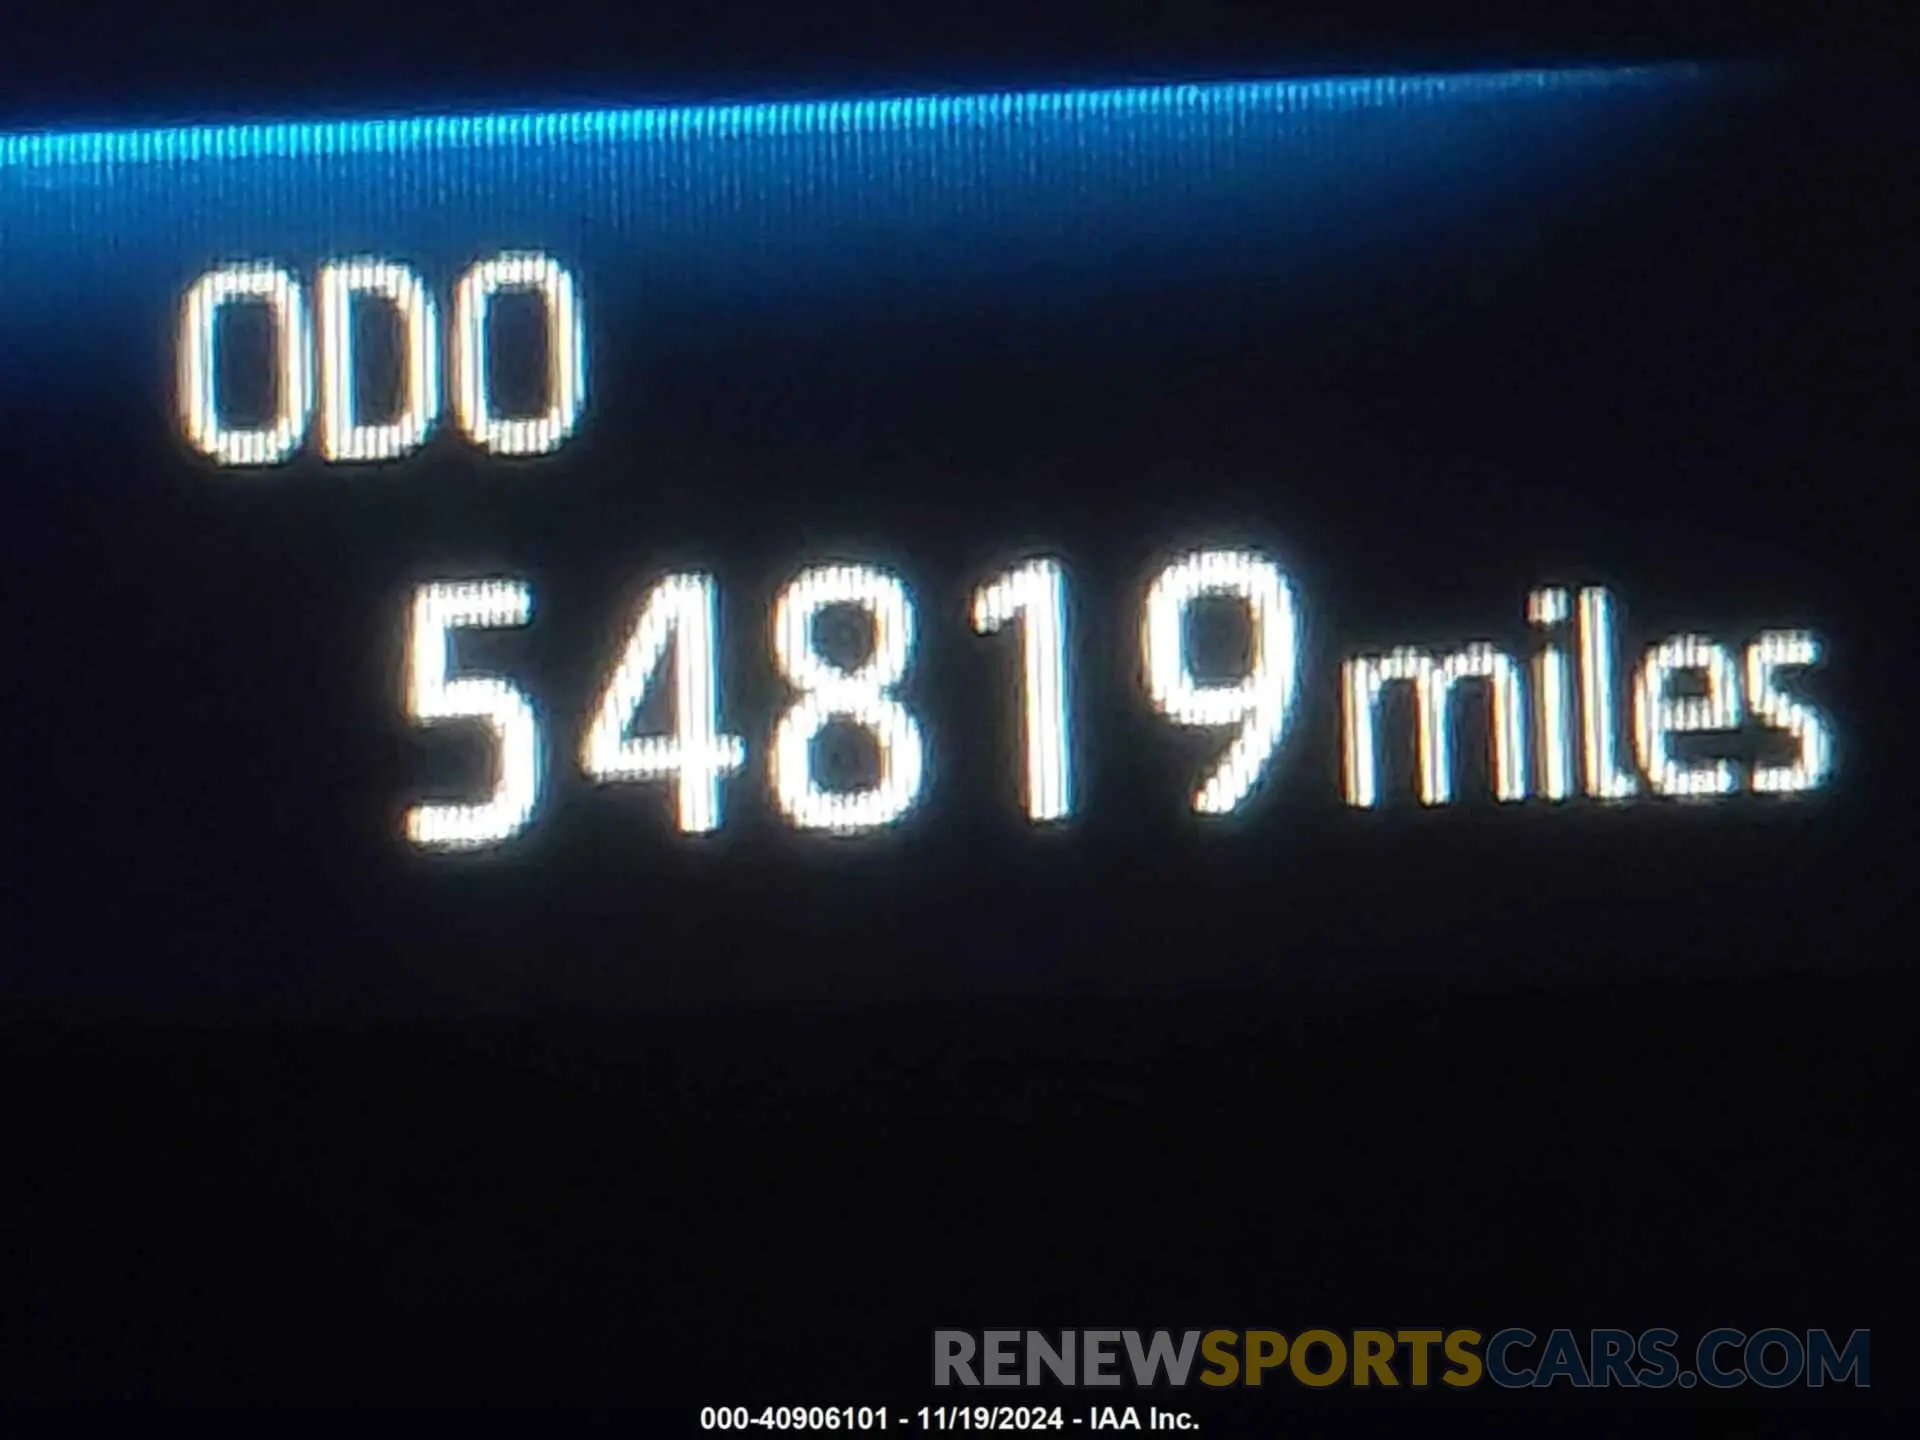 ODO
54819 miles
RENEWSPORTSCARS.COM
000-40906101 - 11/19/2024 - IAA Inc.